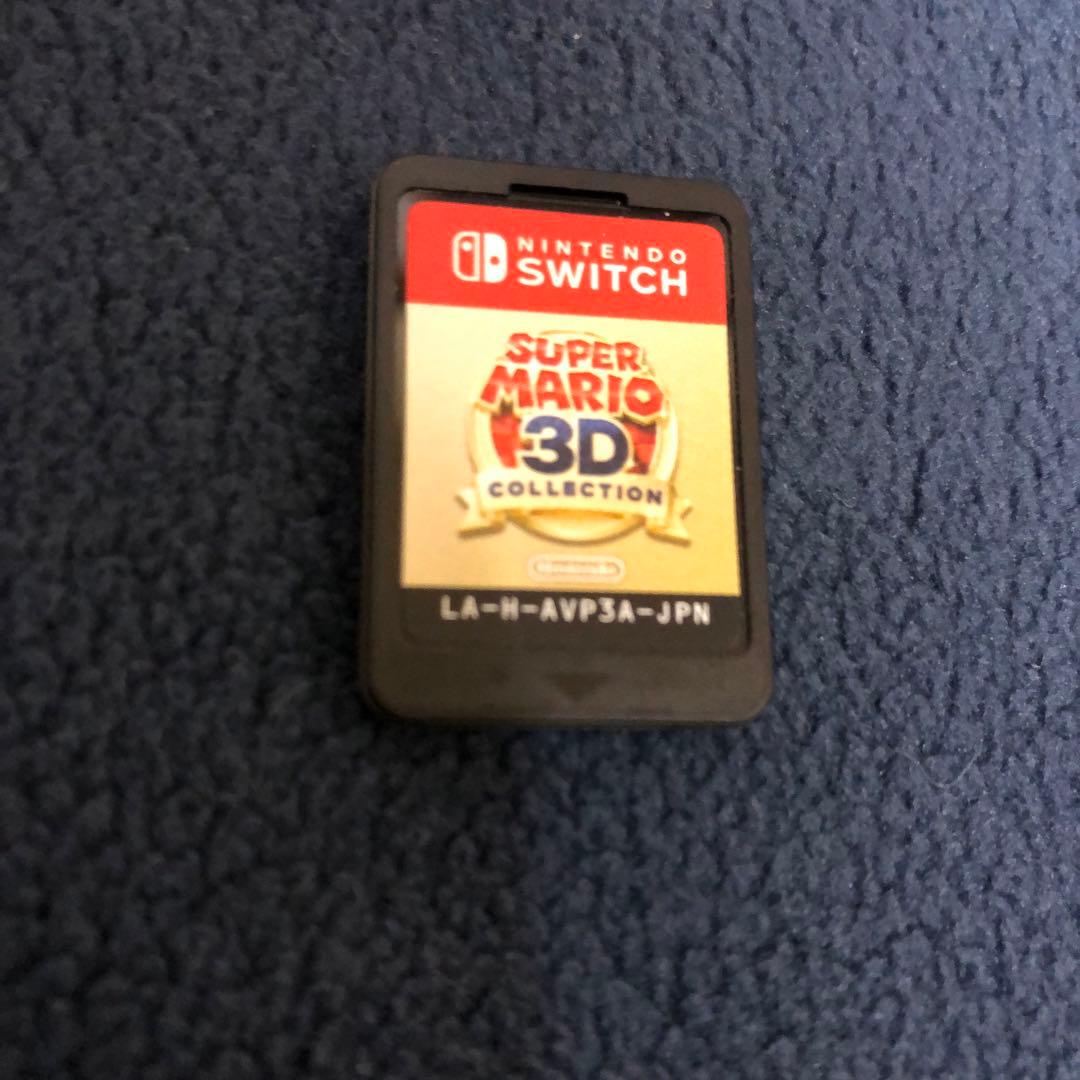 NINTENDO
SWITCH
SUPER
MARIO
3D
COLLECTION
Nintendo
LA-H-AVP3A-JPN